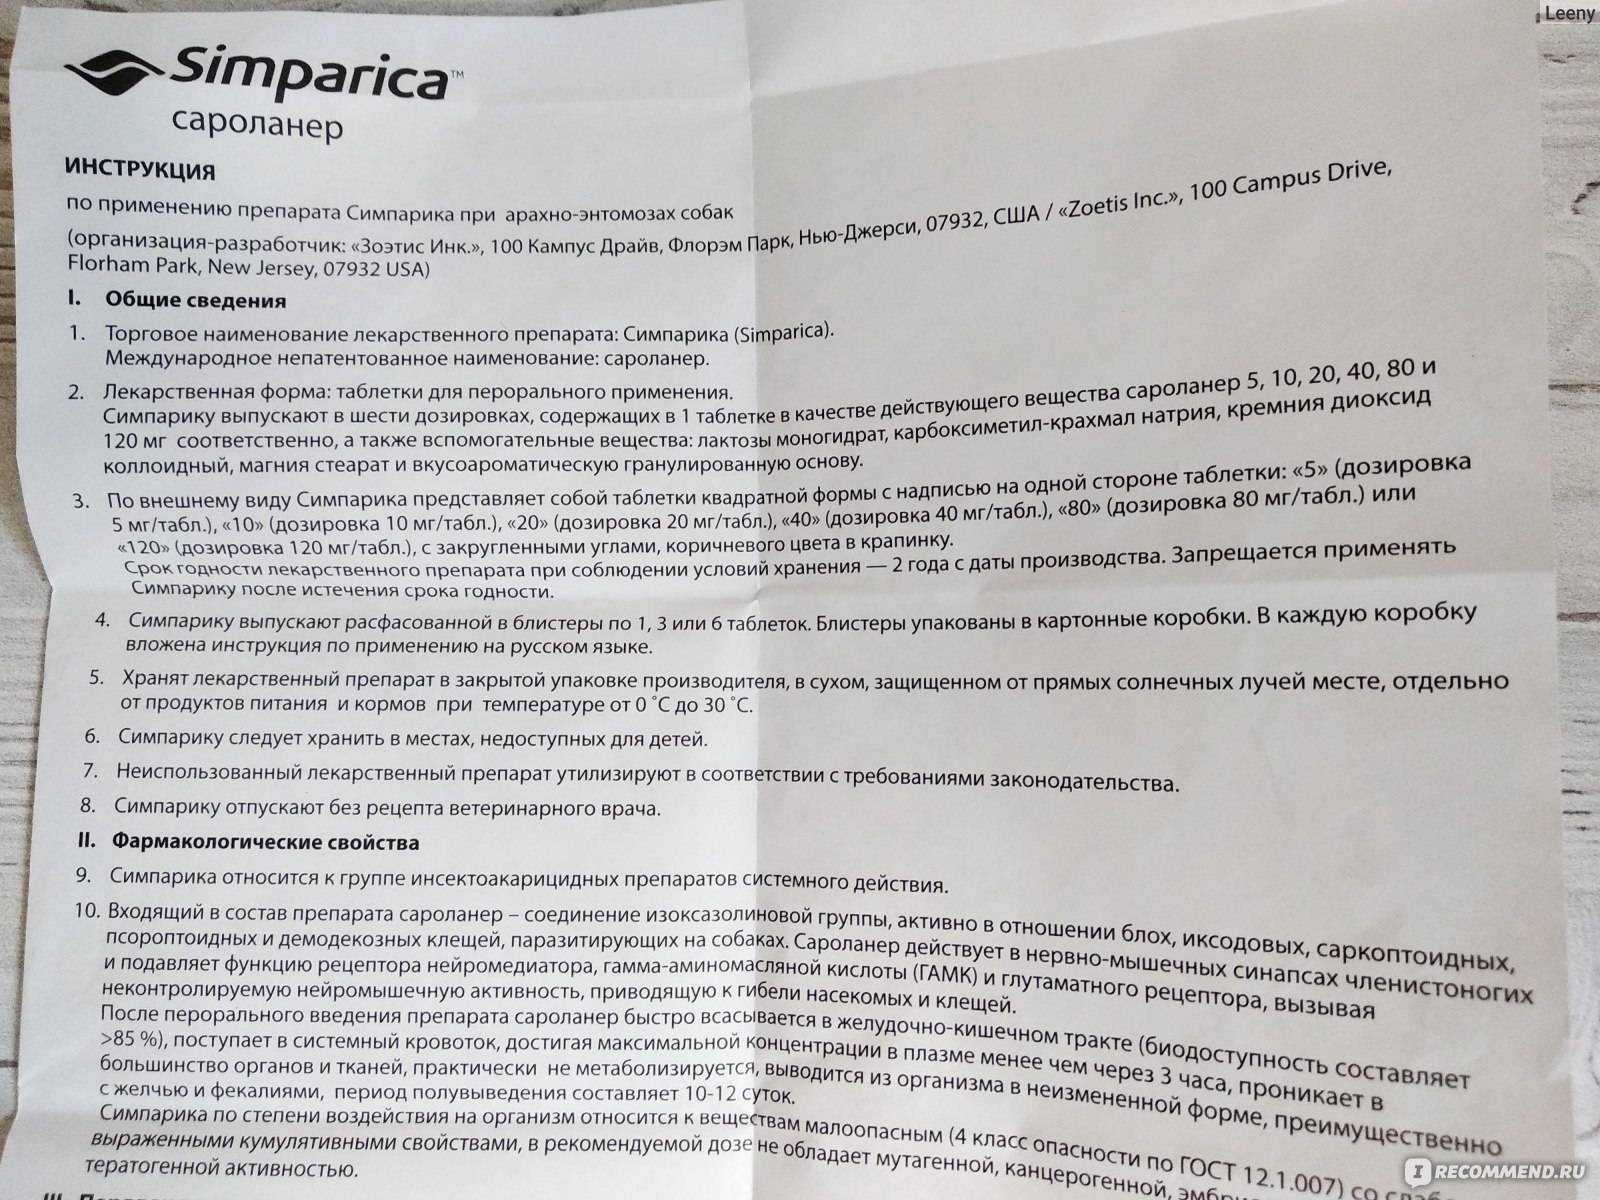 Leeny
Simparica™
сароланер
ИНСТРУКЦИЯ
по применению препарата Симпарика при арахно-энтомозах собак
(организация-разработчик: «Зоэтис Инк.», 100 Кампус Драйв, Флорэм Парк, Нью-Джерси, 07932, США / «Zoetis Inc.», 100 Campus Drive,
Florham Park, New Jersey, 07932 USA)
I. Общие сведения
1. Торговое наименование лекарственного препарата: Симпарика (Simparica).
Международное непатентованное наименование: сароланер.
2. Лекарственная форма: таблетки для перорального применения.
Симпарику выпускают в шести дозировках, содержащих в 1 таблетке в качестве действующего вещества сароланер 5, 10, 20, 40, 80 и
120 мг соответственно, а также вспомогательные вещества: лактозы моногидрат, карбоксиметил-крахмал натрия, кремния диоксид
коллоидный, магния стеарат и вкусоароматическую гранулированную основу.
3. По внешнему виду Симпарика представляет собой таблетки квадратной формы с надписью на одной стороне таблетки: «5» (дозировка
5 мг/табл.), «10» (дозировка 10 мг/табл.), «20» (дозировка 20 мг/табл.), «40» (дозировка 40 мг/табл.), «80» (дозировка 80 мг/табл.) или
«120» (дозировка 120 мг/табл.), с закругленными углами, коричневого цвета в крапинку.
Срок годности лекарственного препарата при соблюдении условий хранения — 2 года с даты производства. Запрещается применять
Симпарику после истечения срока годности.
4. Симпарику выпускают расфасованной в блистеры по 1, 3 или 6 таблеток. Блистеры упакованы в картонные коробки. В каждую коробку
вложена инструкция по применению на русском языке.
5. Хранят лекарственный препарат в закрытой упаковке производителя, в сухом, защищенном от прямых солнечных лучей месте, отдельно
от продуктов питания и кормов при температуре от 0 ˚С до 30 ˚С.
6. Симпарику следует хранить в местах, недоступных для детей.
7. Неиспользованный лекарственный препарат утилизируют в соответствии с требованиями законодательства.
8. Симпарику отпускают без рецепта ветеринарного врача.
II. Фармакологические свойства
9. Симпарика относится к группе инсектоакарицидных препаратов системного действия.
10. Входящий в состав препарата сароланер – соединение изоксазолиновой группы, активно в отношении блох, иксодовых, саркоптоидных,
псороптоидных и демодекозных клещей, паразитирующих на собаках. Сароланер действует в нервно-мышечных синапсах членистоногих
и подавляет функцию рецептора нейромедиатора, гамма-аминомасляной кислоты (ГАМК) и глутаматного рецептора, вызывая
неконтролируемую нейромышечную активность, приводящую к гибели насекомых и клещей.
После перорального введения препарата сароланер быстро всасывается в желудочно-кишечном тракте (биодоступность составляет
>85 %), поступает в системный кровоток, достигая максимальной концентрации в плазме менее чем через 3 часа, проникает в
большинство органов и тканей, практически не метаболизируется, выводится из организма в неизмененной форме, преимущественно
с желчью и фекалиями, период полувыведения составляет 10-12 суток.
Симпарика по степени воздействия на организм относится к веществам малоопасным (4 класс опасности по ГОСТ 12.1.007) со
выраженными кумулятивными свойствами, в рекомендуемой дозе не обладает мутагенной, канцерогенной,
тератогенной активностью.
III.
IRECOMMEND.RU